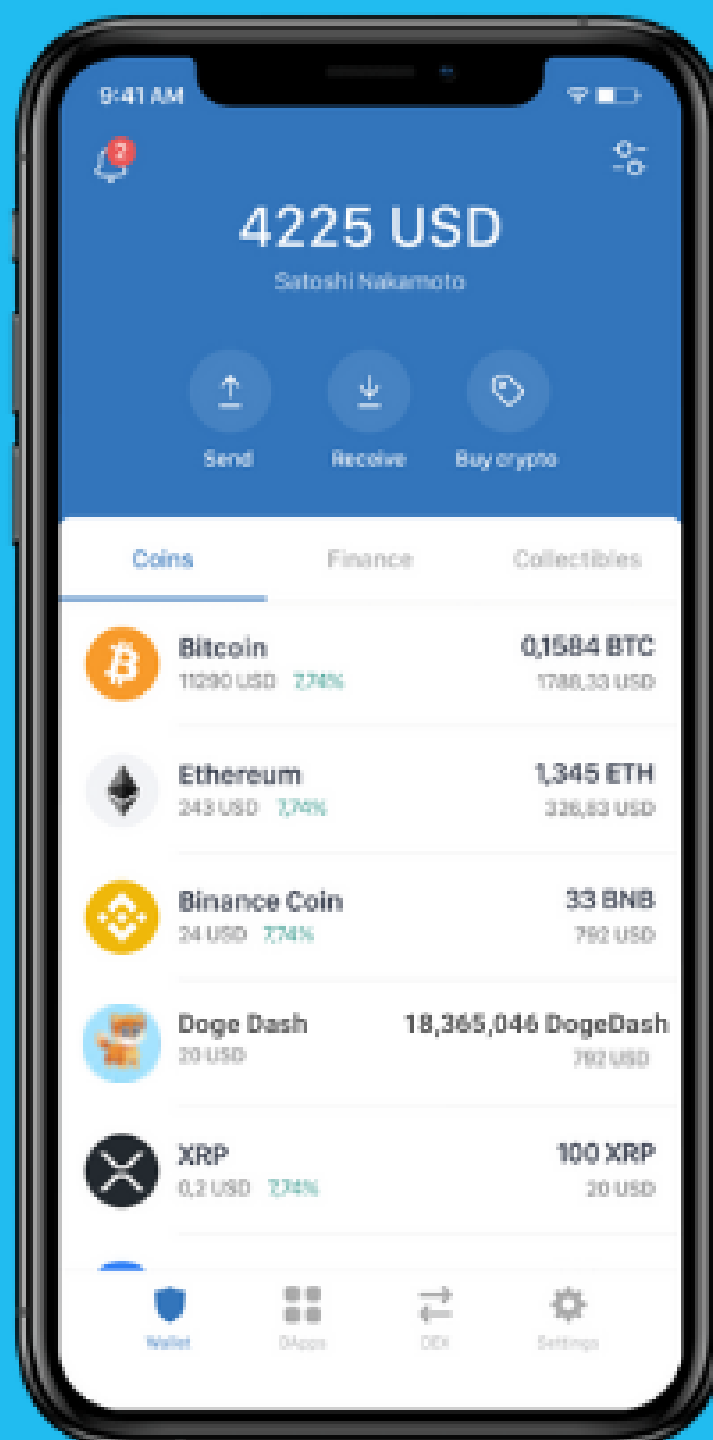 9:41 AM
2
4225 USD
Satoshi Nakamoto
Send Receive Buy crypto
Coins Finance Collectibles
Bitcoin 0,1584 BTC
11290 USD 7,74% 1788,33 USD
Ethereum 1,345 ETH
243 USD 7,74% 326,83 USD
Binance Coin 33 BNB
24 USD 7,74% 792 USD
Doge Dash 18,365,046 DogeDash
20 USD 792 USD
XRP 100 XRP
0,2 USD 7,74% 20 USD
Wallet DApps DEX Settings